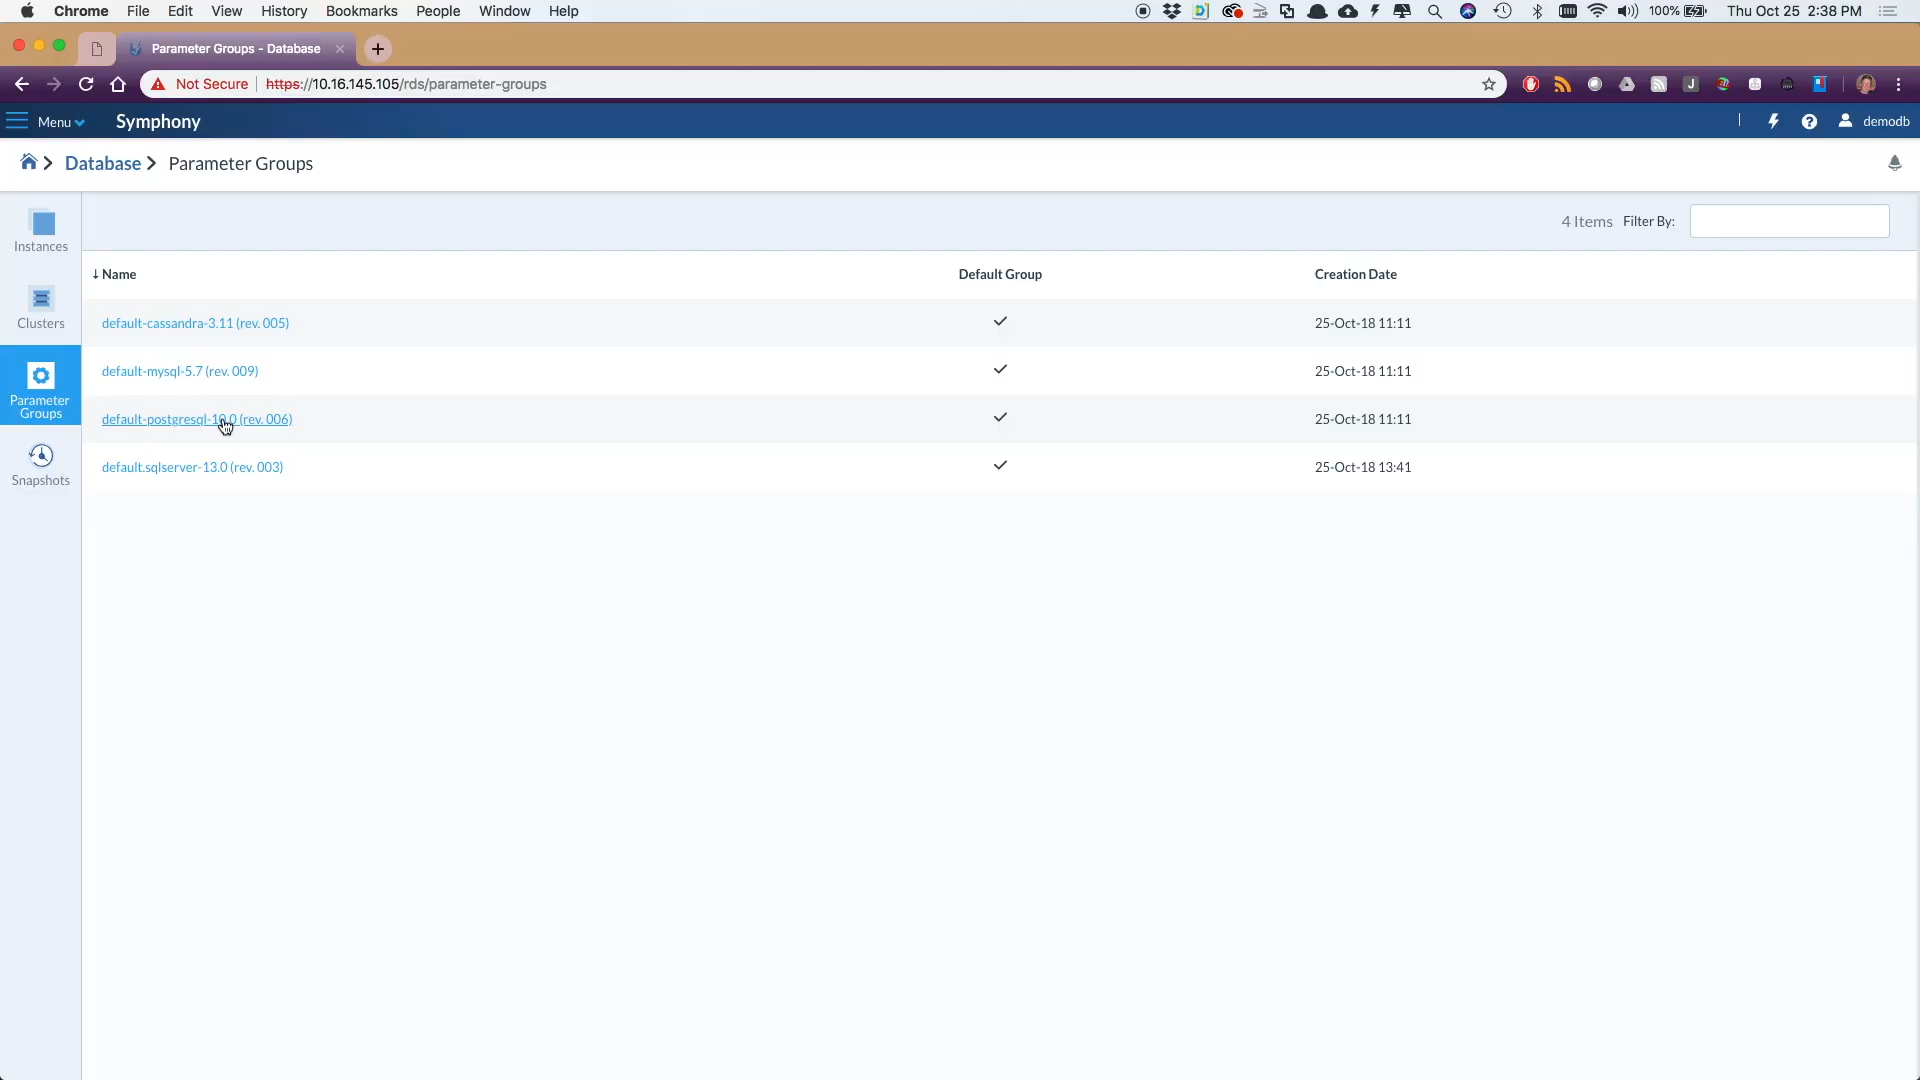 Chrome File Edit View History Bookmarks People Window Help 100% Thu Oct 25 2:38 PM
Parameter Groups - Database
Not Secure https://10.16.145.105/rds/parameter-groups
Menu Symphony demodb
Database Parameter Groups
4 Items Filter By:
Instances
Clusters
Parameter
Groups
Snapshots
Name Default Group Creation Date
default-cassandra-3.11 (rev. 005) 25-Oct-18 11:11
default-mysql-5.7 (rev. 009) 25-Oct-18 11:11
default-postgresql-10.0 (rev. 006) 25-Oct-18 11:11
default.sqlserver-13.0 (rev. 003) 25-Oct-18 13:41